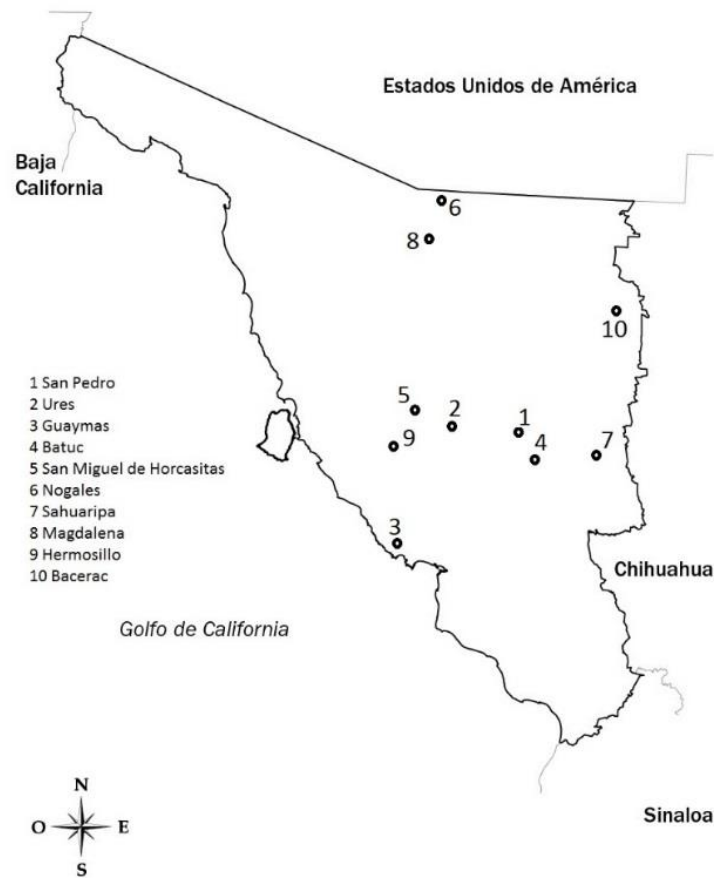 Estados Unidos de América
Baja
California
6
8
10
1 San Pedro
2 Ures
3 Guaymas
4 Batuc
5 San Miguel de Horcasitas
6 Nogales
7 Sahuaripa
8 Magdalena
9 Hermosillo
10 Bacerac
5
2
1
9
4
7
3
Chihuahua
Golfo de California
N
O
E
S
Sinaloa